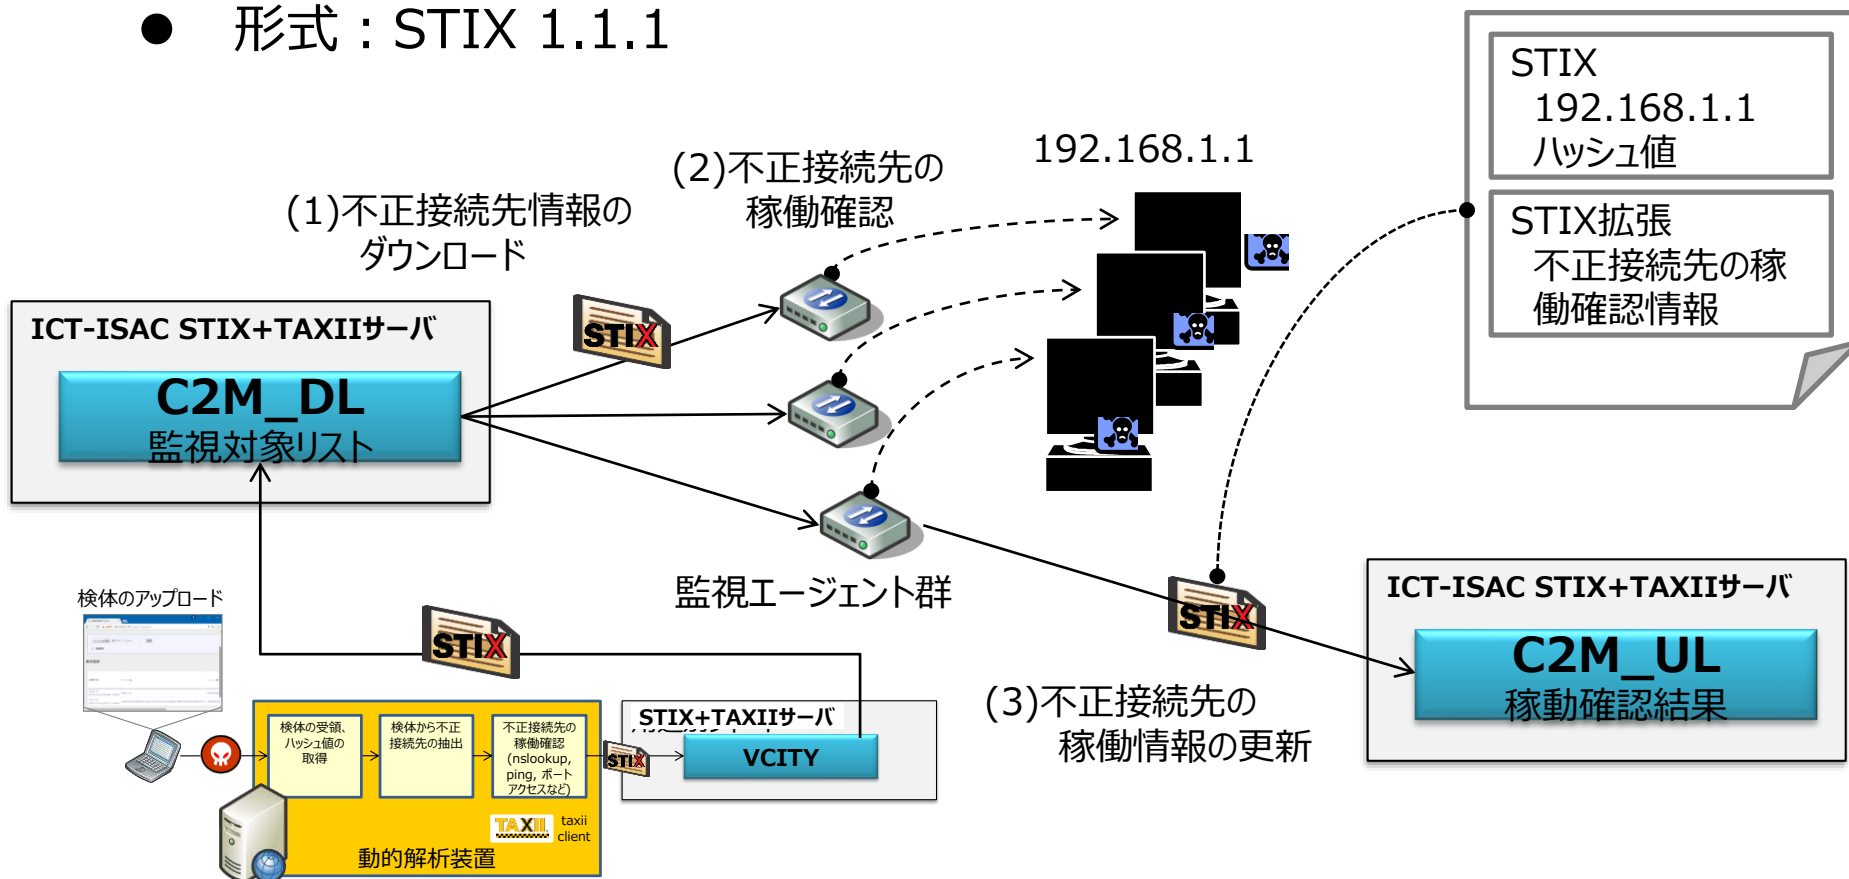 ● 形式：STIX 1.1.1
STIX
192.168.1.1
ハッシュ値
STIX拡張
不正接続先の稼
働確認情報
192.168.1.1
(2)不正接続先の
稼働確認
(1)不正接続先情報の
ダウンロード
STIX
ICT-ISAC STIX+TAXIIサーバ
C2M_DL
監視対象リスト
監視エージェント群
STIX
ICT-ISAC STIX+TAXIIサーバ
C2M_UL
稼動確認結果
(3)不正接続先の
稼働情報の更新
検体のアップロード
STIX
検体の受領、
ハッシュ値の
取得
検体から不正
接続先の抽出
不正接続先の
稼働確認
(nslookup,
ping, ポート
アクセスなど)
STIX
STIX+TAXIIサーバ
VCITY
TAXII
taxii
client
動的解析装置